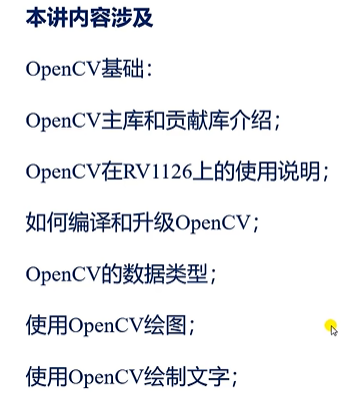 本讲内容涉及
OpenCV基础：
OpenCV主库和贡献库介绍；
OpenCV在RV1126上的使用说明；
如何编译和升级OpenCV；
OpenCV的数据类型；
使用OpenCV绘图；
使用OpenCV绘制文字；